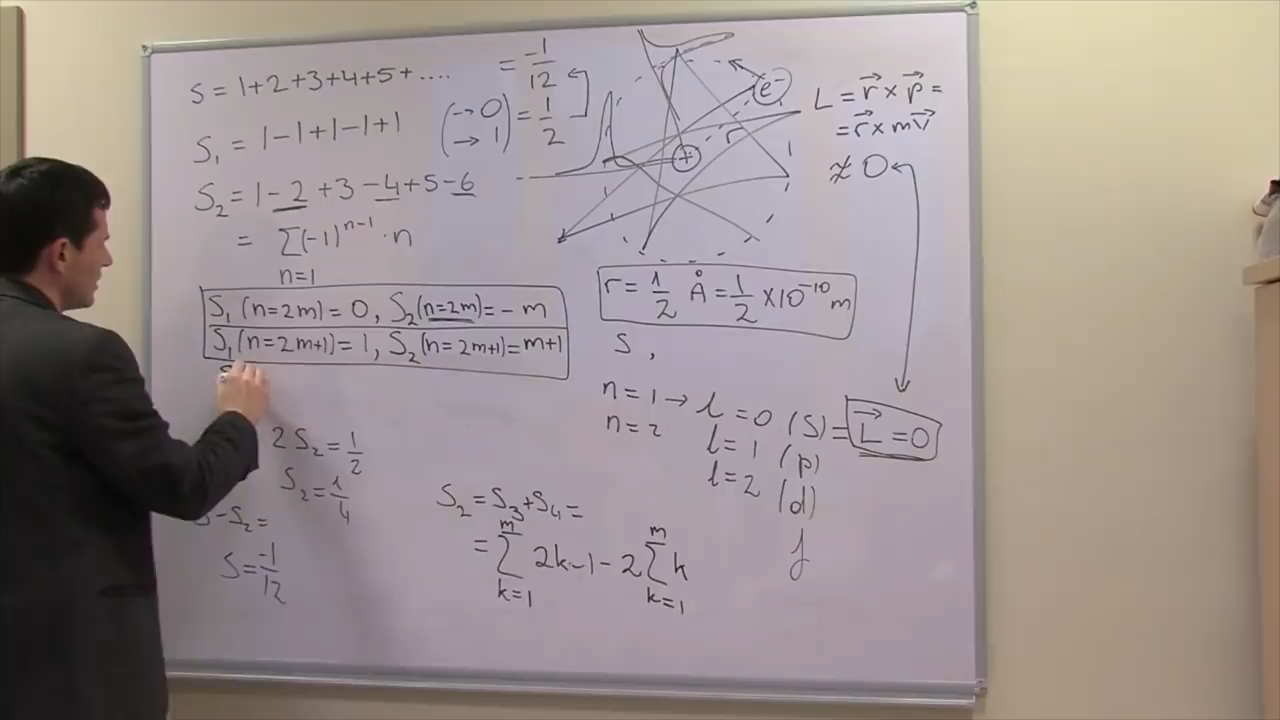 S = 1+2+3+4+5+.... = -1/12
S₁ = 1-1+1-1+1 (→0 →1) = 1/2
S₂ = 1-2+3-4+5-6
= ∑(-1)ⁿ⁻¹ · n
n=1
S₁ (n=2m) = 0, S₂ (n=2m) = -m
S₁ (n=2m+1) = 1, S₂ (n=2m+1) = m+1
2S₂ = 1/2
S₂ = 1/4
-S₂ =
S = -1/12
S₂ = S₃+S₄ =
= ∑ᵐₖ₌₁ 2k-1 - 2∑ᵐₖ₌₁ k
e⁻
r
+
L = r⃗ × p⃗ =
= r⃗ × mv⃗
≉ 0
r = 1/2 Å = 1/2 ×10⁻¹⁰ m
S ,
n = 1 → l = 0 (S) = L⃗ = 0
n = 2
l = 1 (p)
l = 2 (d)
f